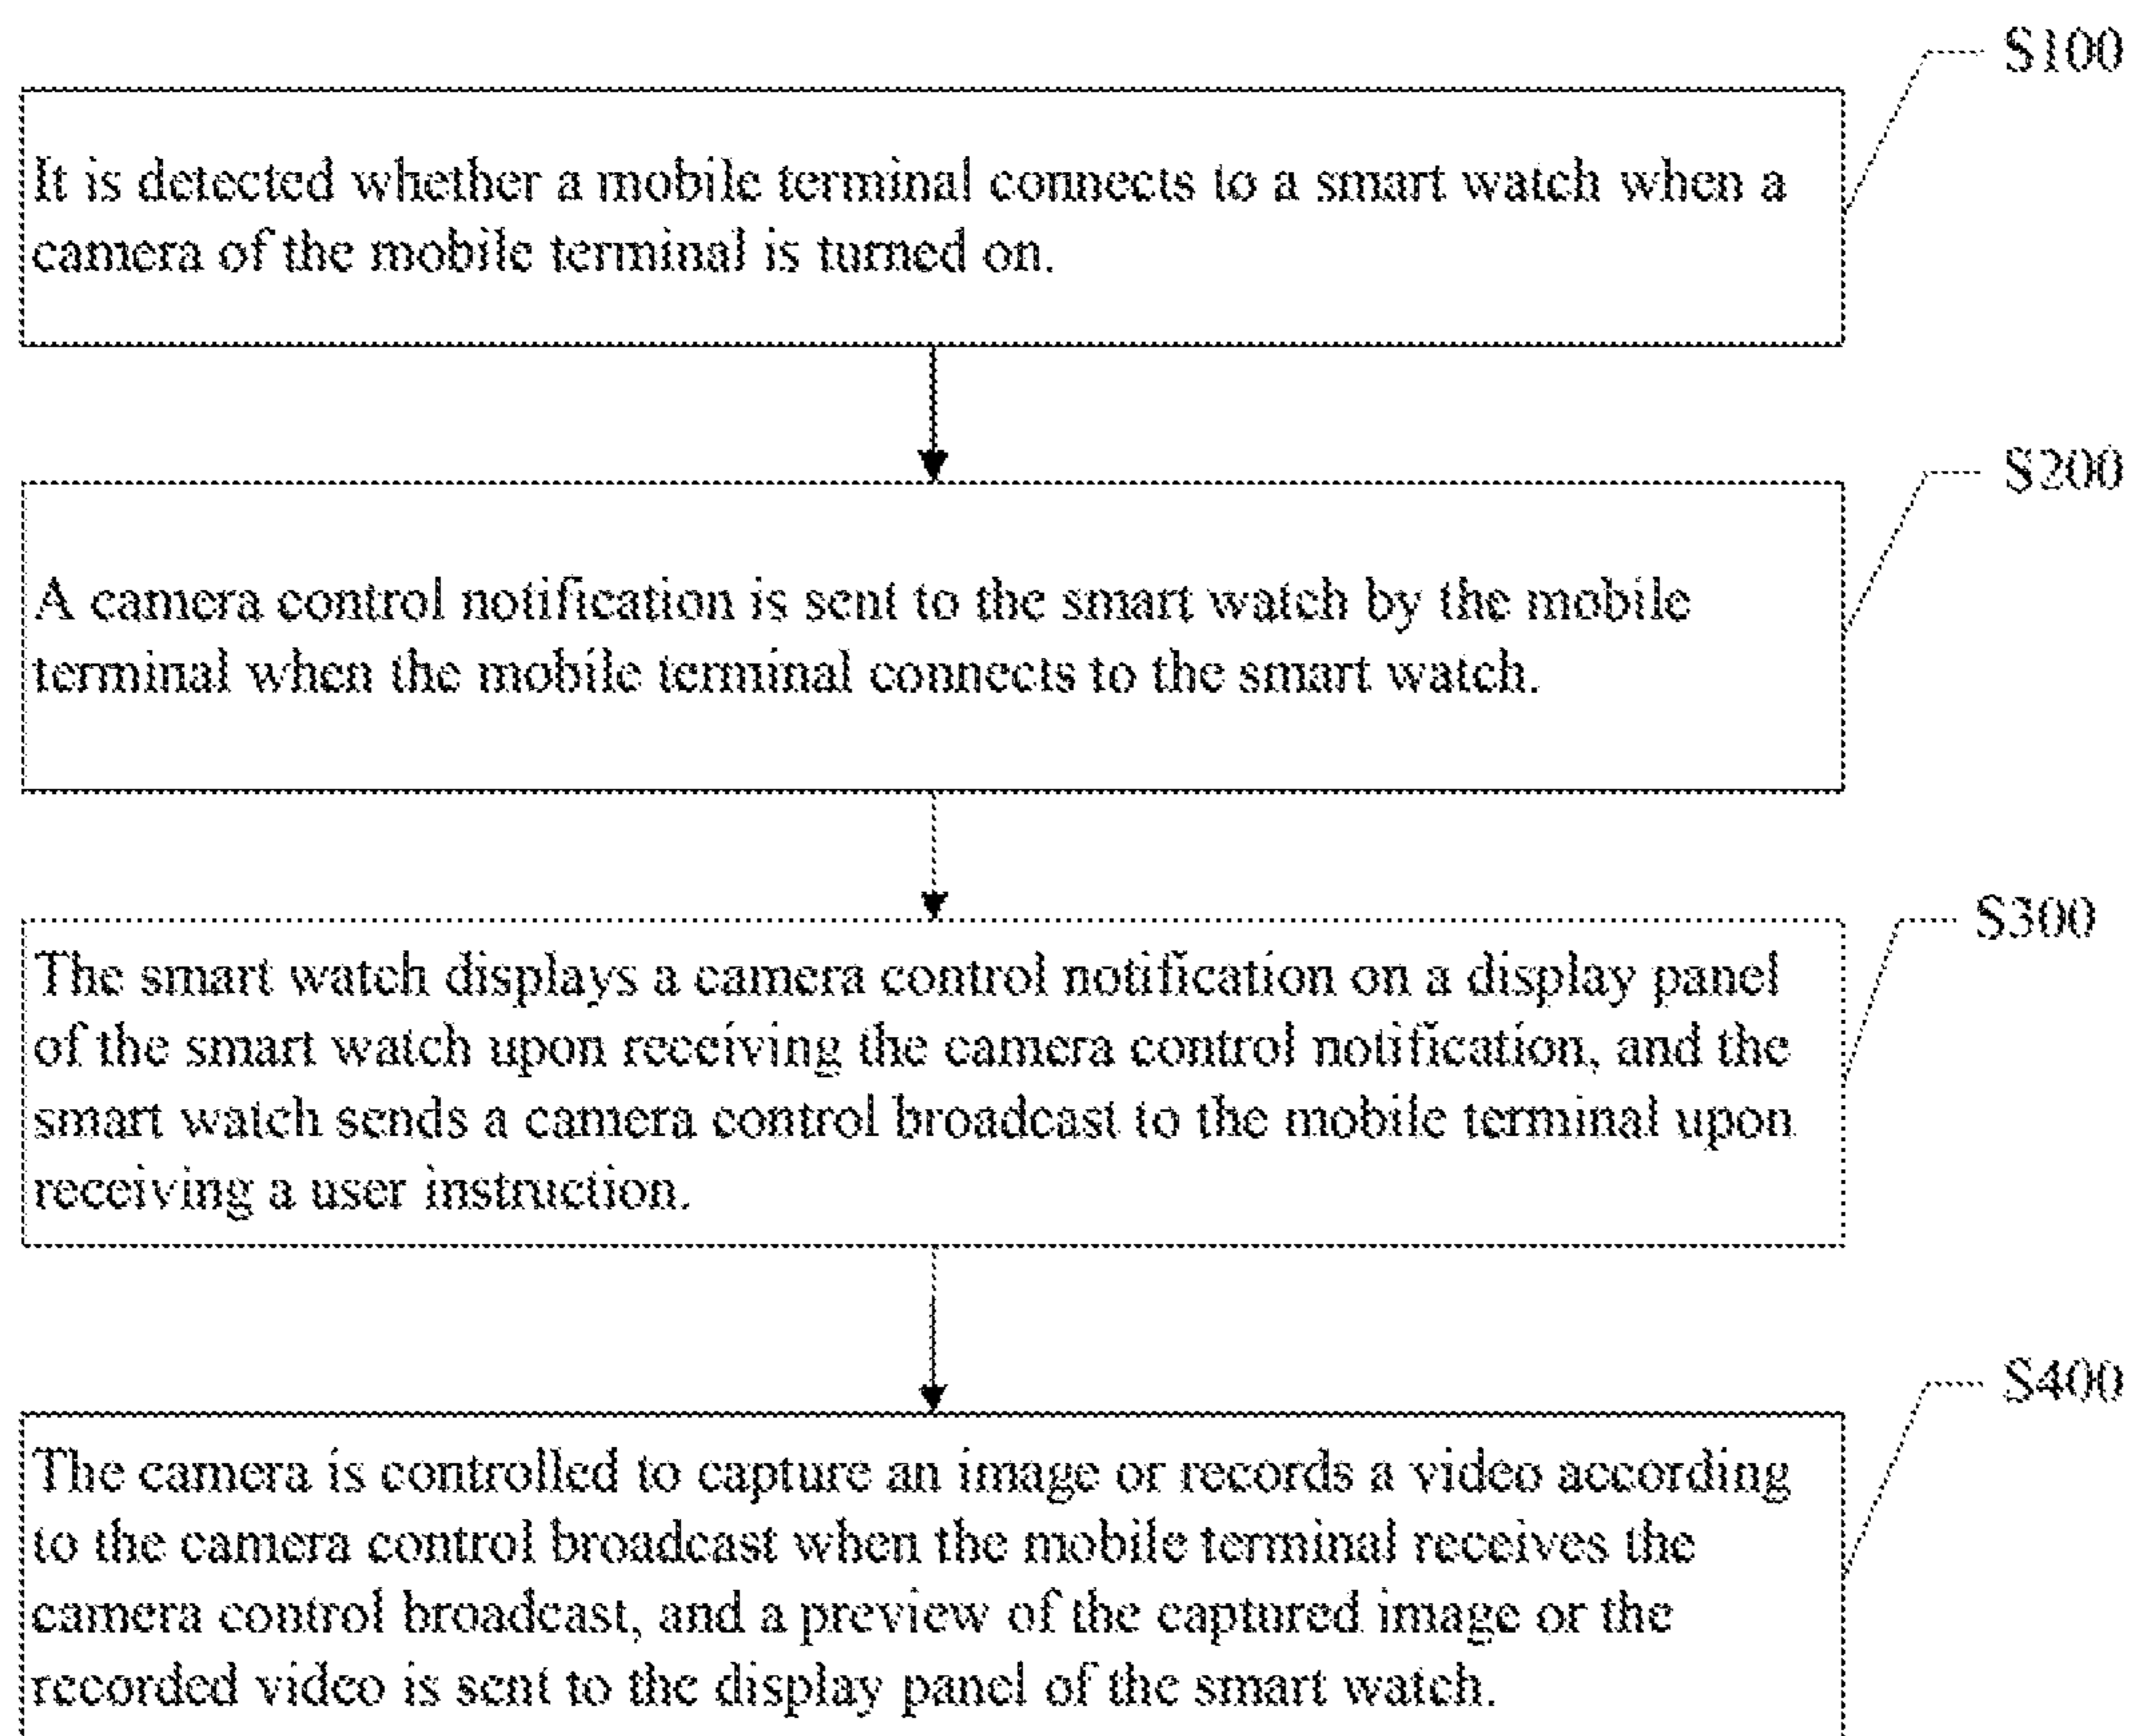 S100
It is detected whether a mobile terminal connects to a smart watch when a
camera of the mobile terminal is turned on.
S200
A camera control notification is sent to the smart watch by the mobile
terminal when the mobile terminal connects to the smart watch.
S300
The smart watch displays a camera control notification on a display panel
of the smart watch upon receiving the camera control notification, and the
smart watch sends a camera control broadcast to the mobile terminal upon
receiving a user instruction.
S400
The camera is controlled to capture an image or records a video according
to the camera control broadcast when the mobile terminal receives the
camera control broadcast, and a preview of the captured image or the
recorded video is sent to the display panel of the smart watch.